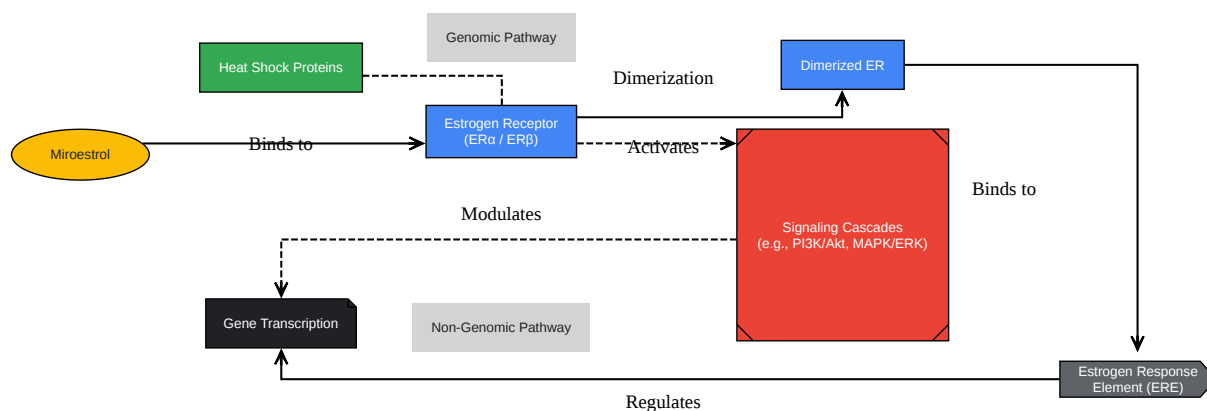 Genomic Pathway
Heat Shock Proteins
Dimerization
Dimerized ER
Miroestrol
Binds to
Estrogen Receptor
(ERα / ERβ)
Activates
Binds to
Modulates
Signaling Cascades
(e.g., PI3K/Akt, MAPK/ERK)
Gene Transcription
Non-Genomic Pathway
Estrogen Response
Element (ERE)
Regulates